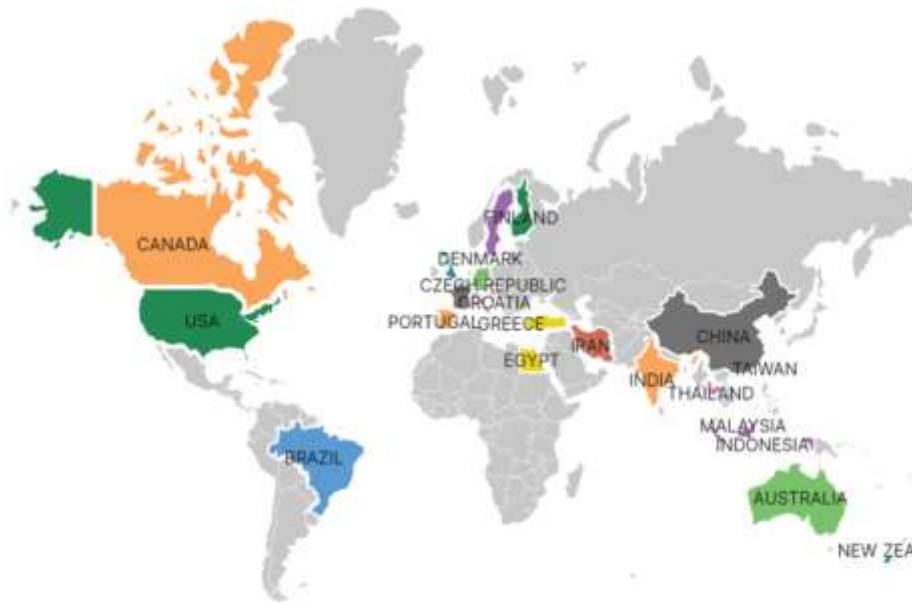 FINLAND
CANADA
DENMARK
CZECH REPUBLIC
CROATIA
USA
PORTUGAL
GREECE
CHINA
IRAN
EGYPT
TAIWAN
INDIA
THAILAND
MALAYSIA
INDONESIA
BRAZIL
AUSTRALIA
NEW ZEA